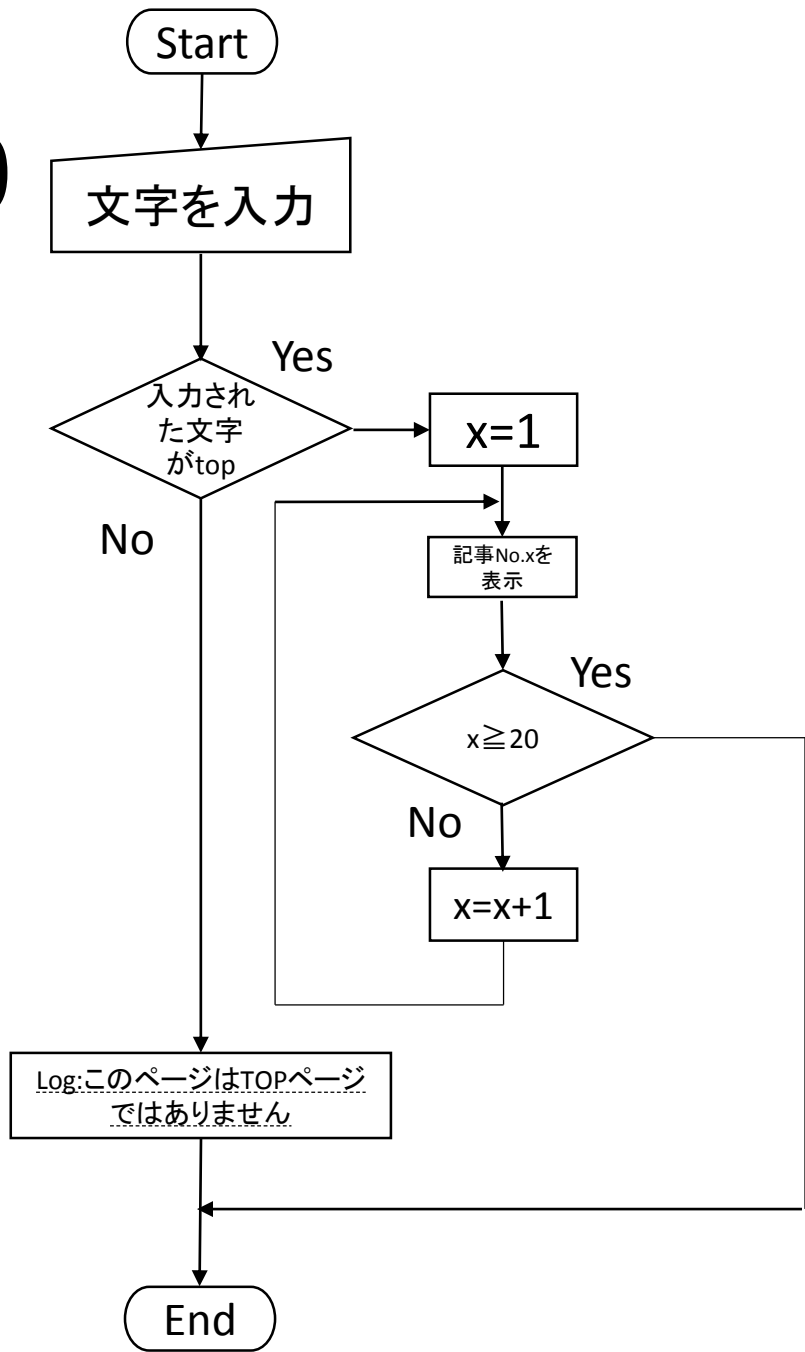 Start
文字を入力
Yes
入力され
た文字
がtop
x=1
No
記事No.xを
表示
Yes
x≧20
No
x=x+1
Log:このページはTOPページ
ではありません
End